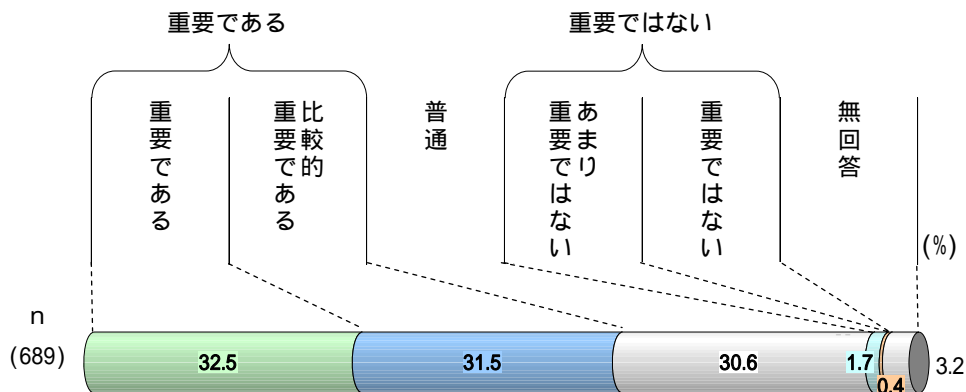 重要である
重要ではない
重要である
比較的
重要である
普通
あまり
重要ではない
重要ではない
無回答
(%)
n
(689)
32.5
31.5
30.6
1.7
0.4
3.2